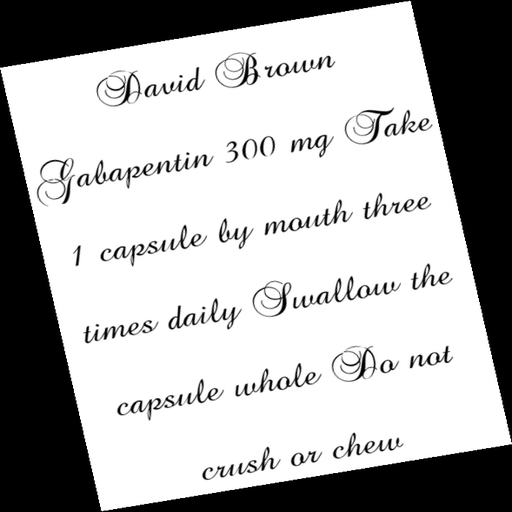 David Brown
Gabapentin 300 mg Take
1 capsule by mouth three
times daily Swallow the
capsule whole Do not
crush or chew